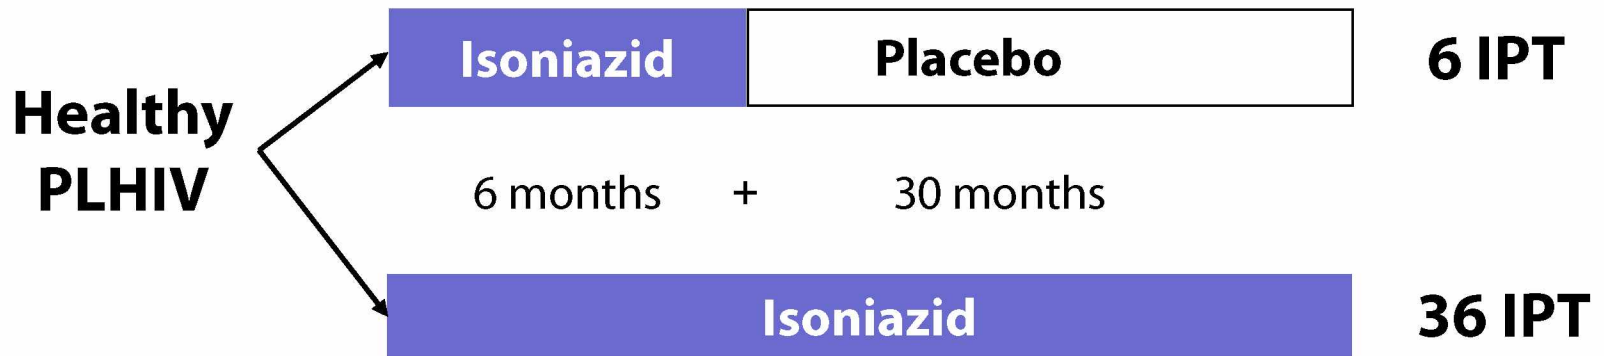 Isoniazid Placebo 6 IPT
Healthy
PLHIV
6 months + 30 months
Isoniazid 36 IPT